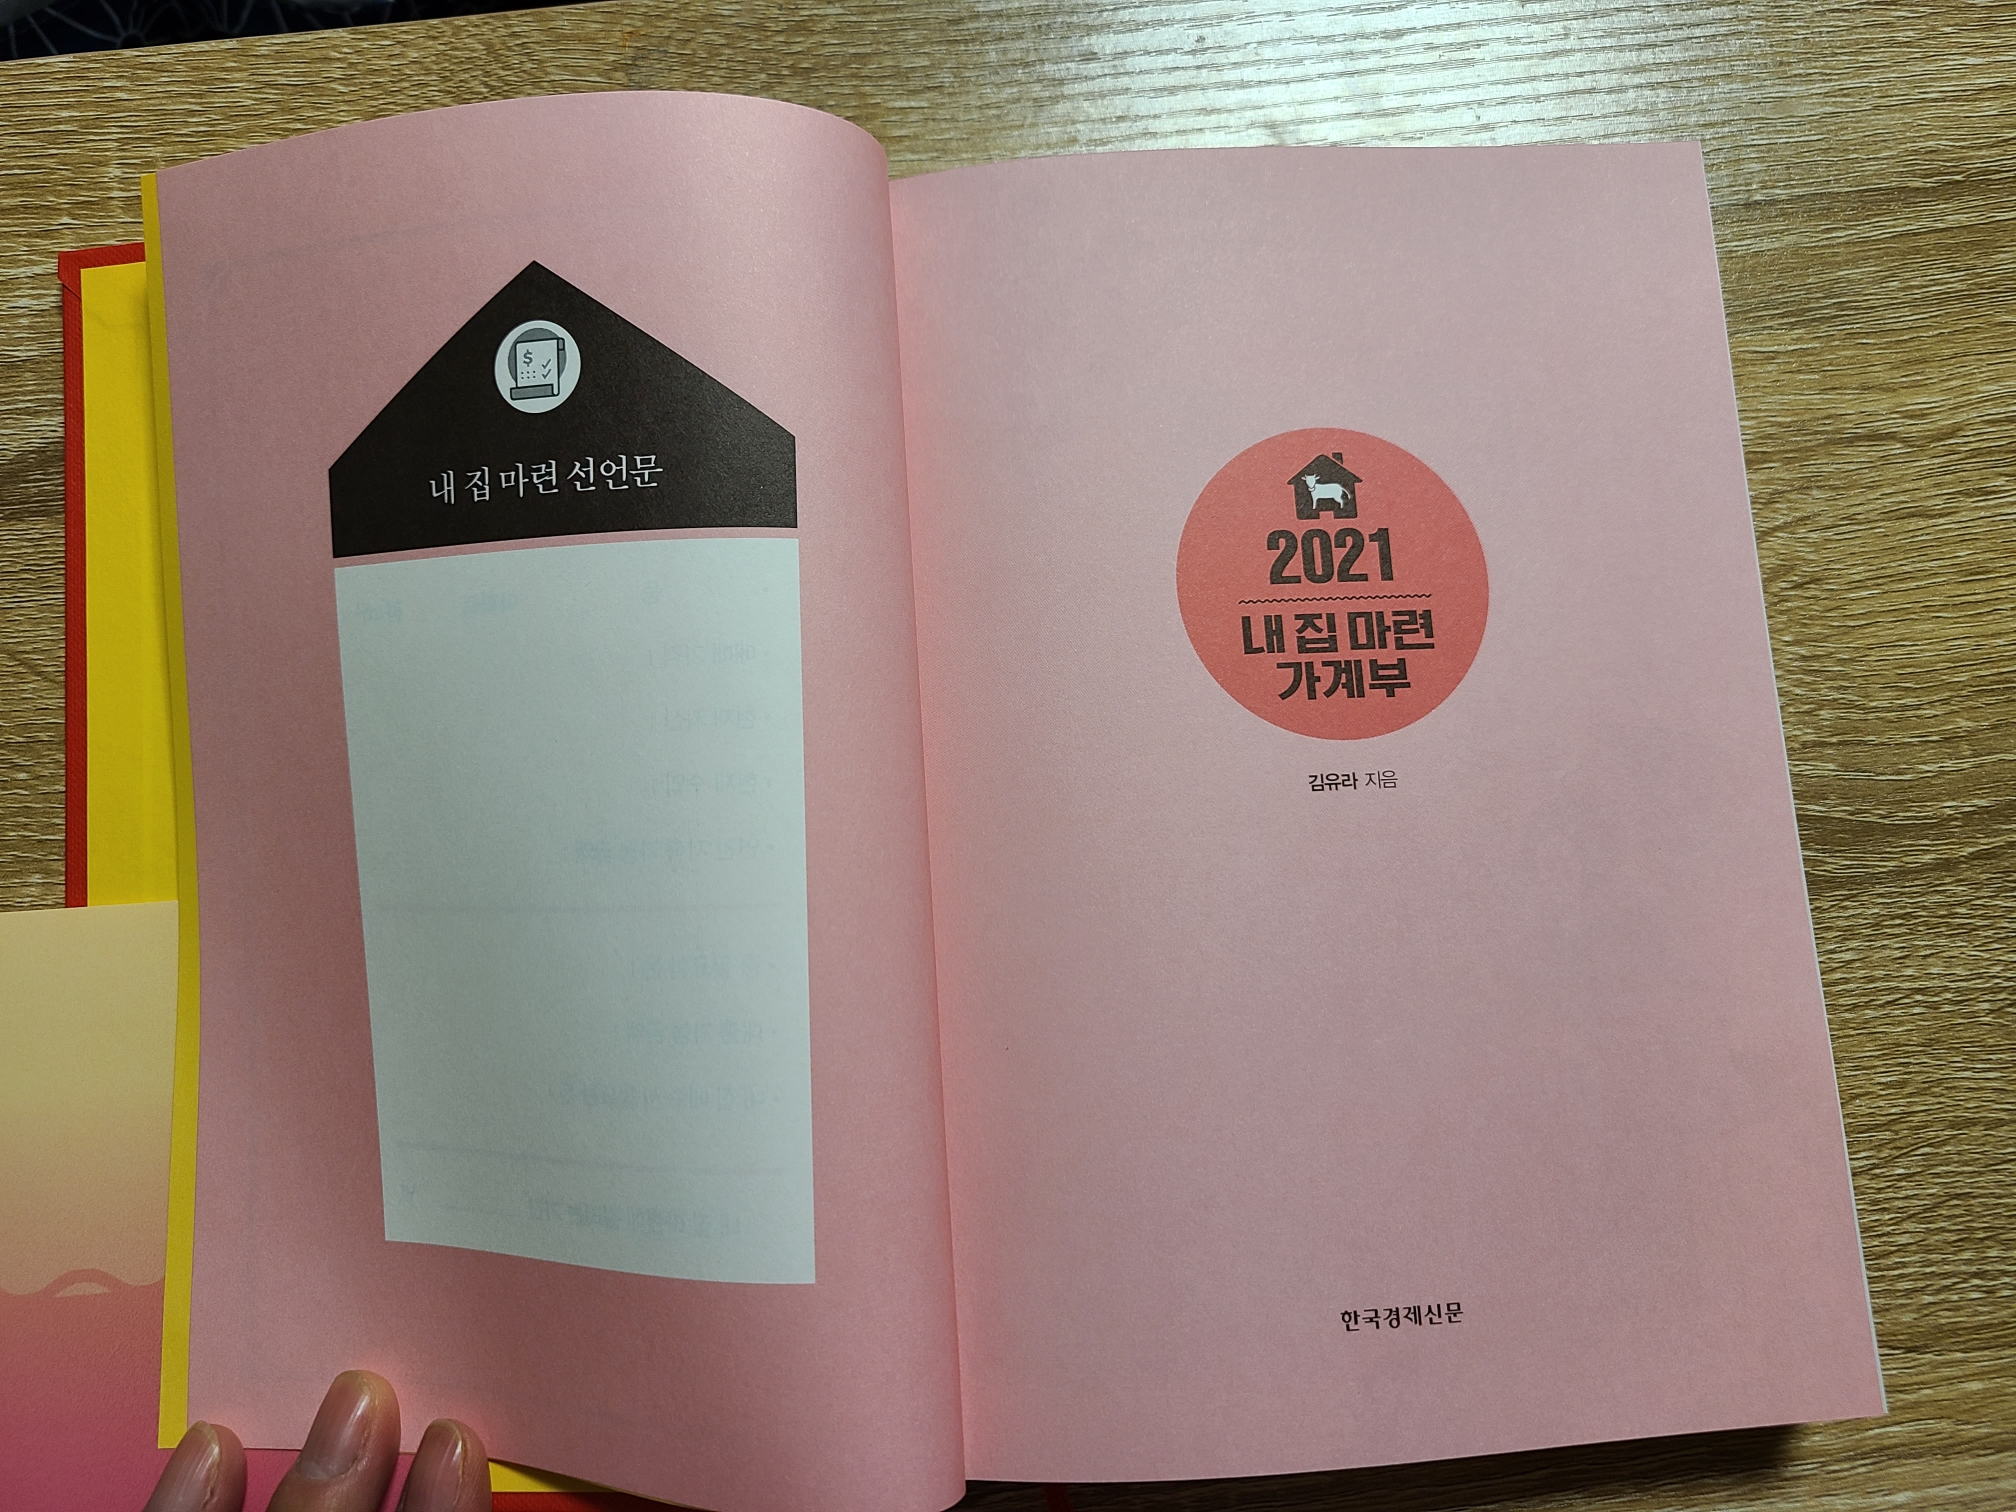 $
내 집 마련 선언문
2021
내 집 마련
가계부
김유라 지음
한국경제신문